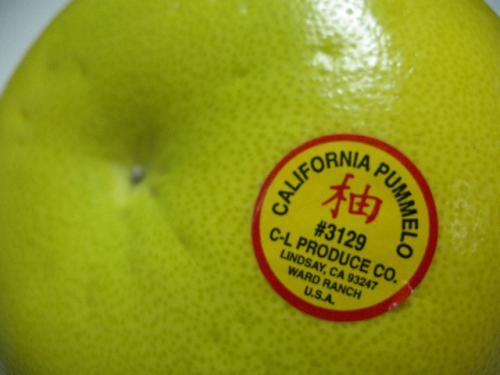 CALIFORNIA PUMMELO
柚
#3129
C-L PRODUCE CO.
LINDSAY, CA 93247
WARD RANCH
U.S.A.